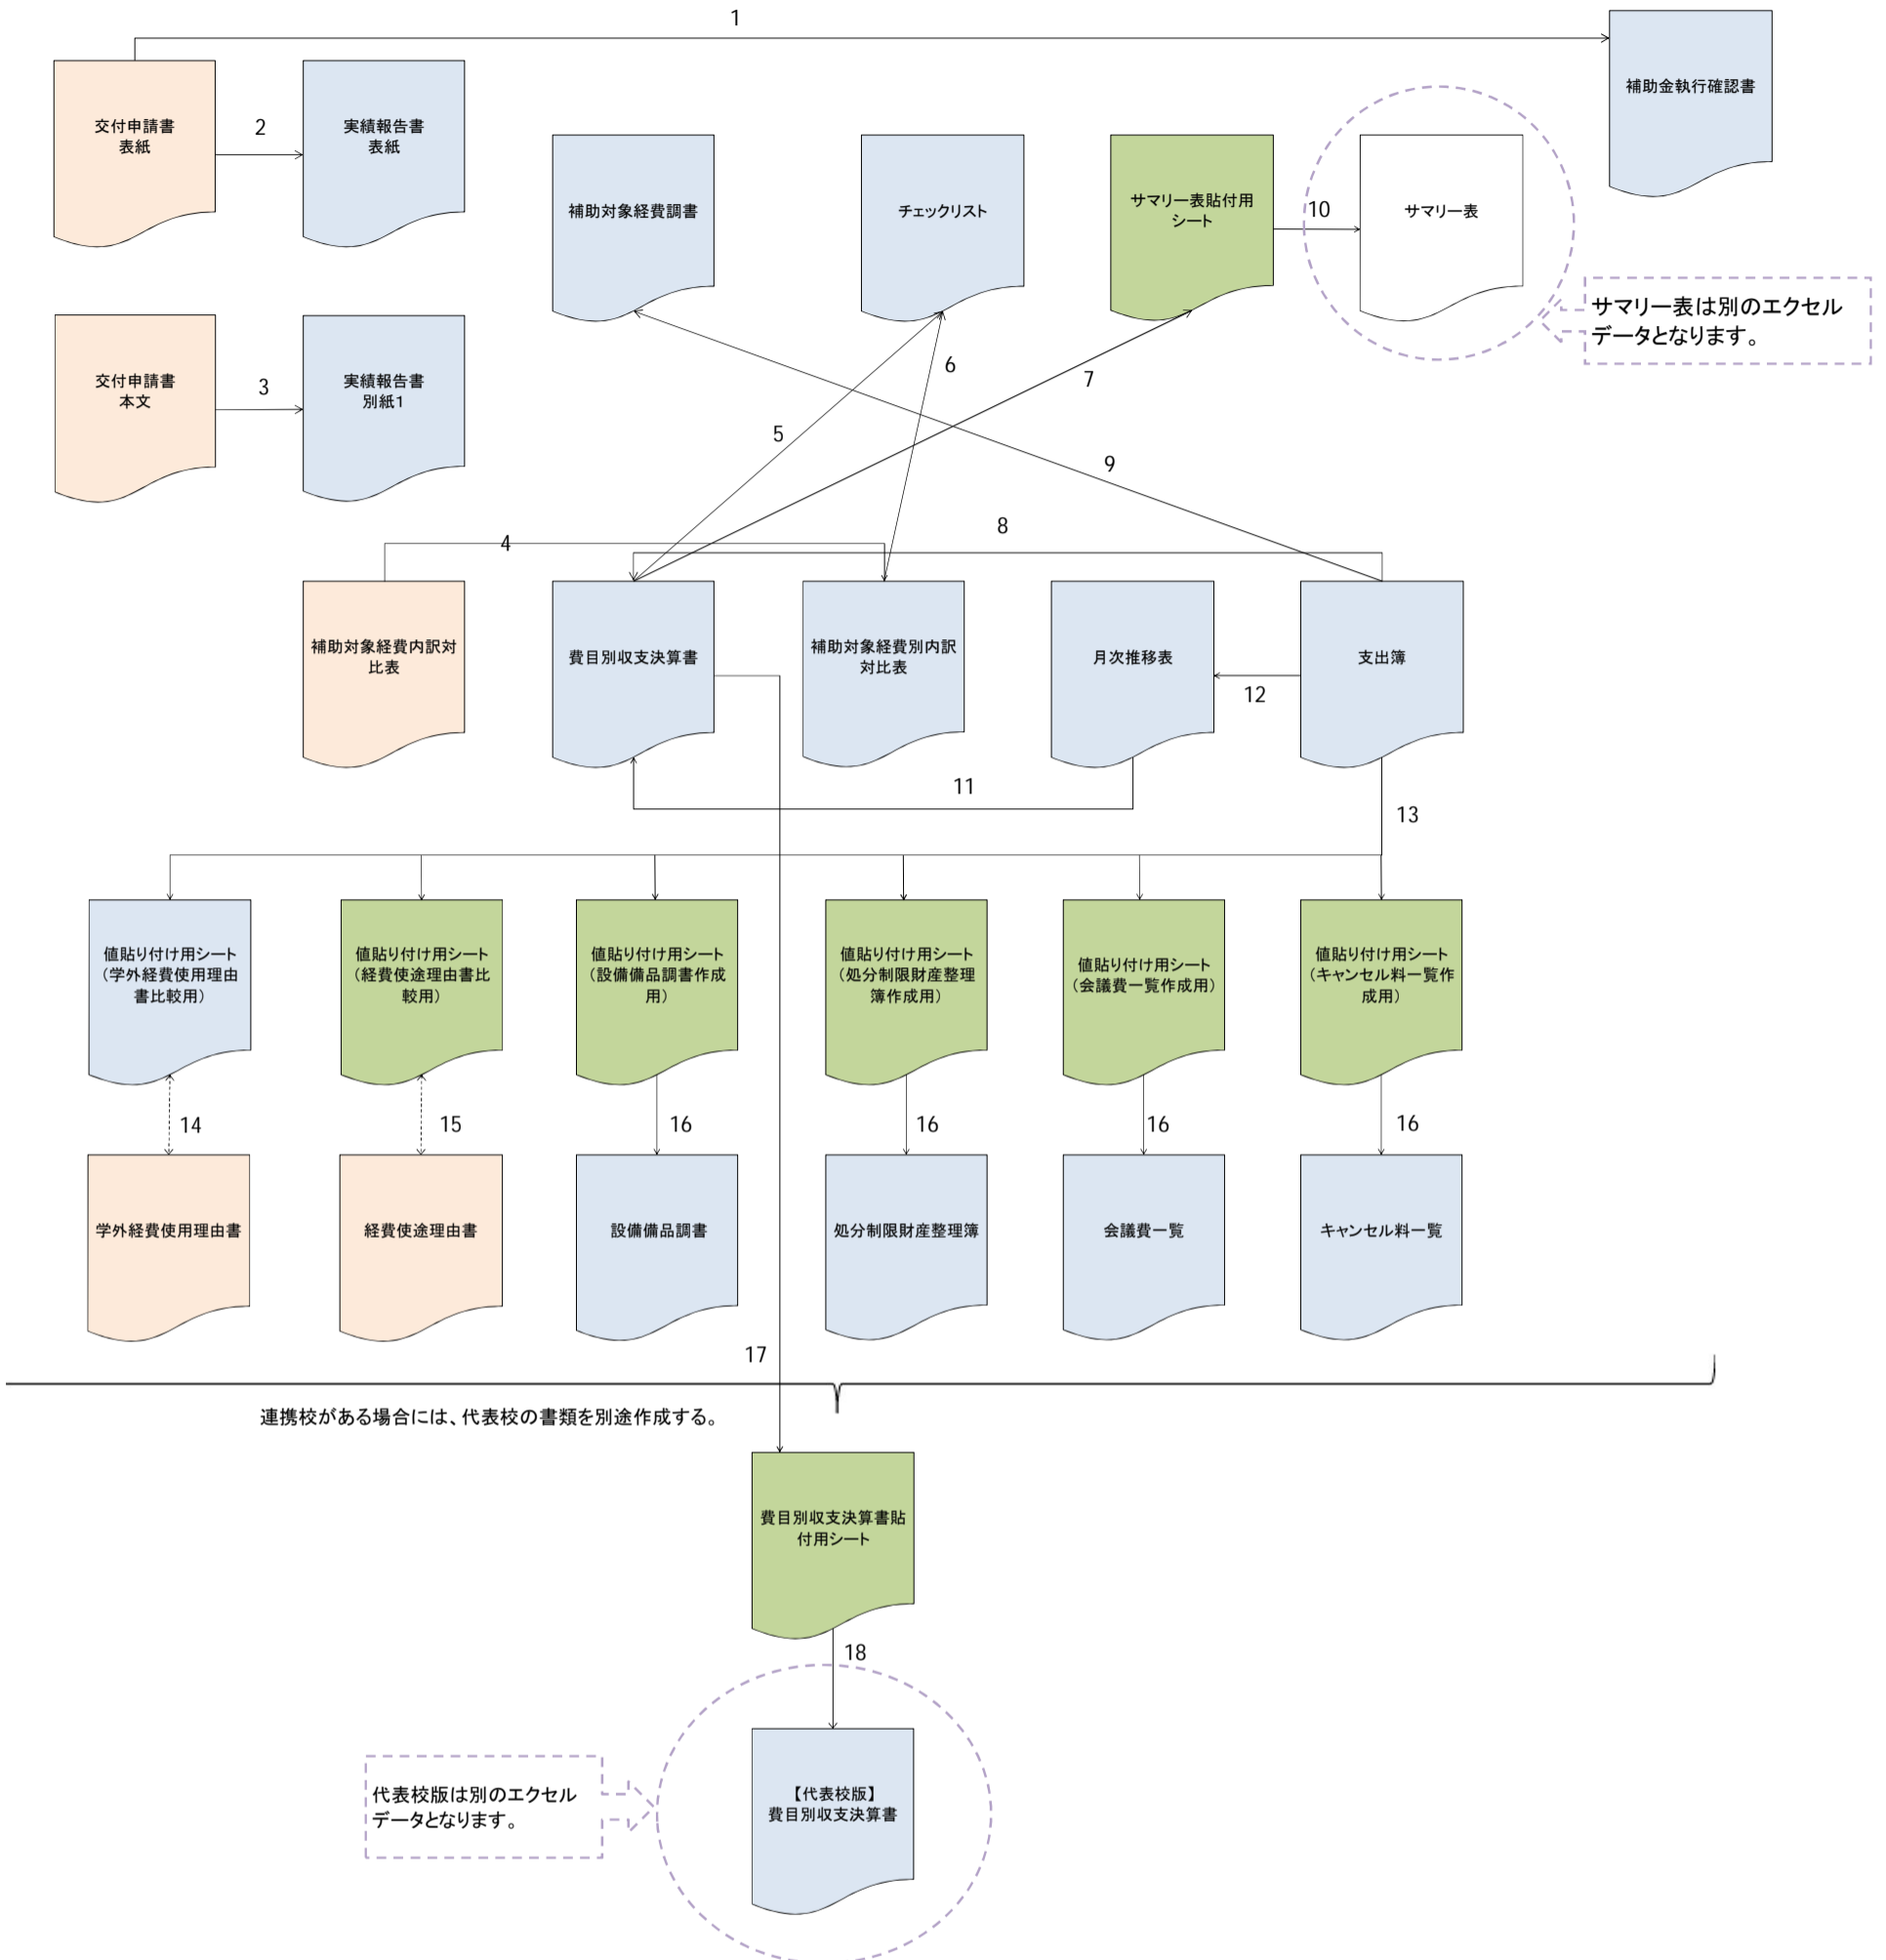 1
補助金執行確認書
交付申請書
表紙
2
実績報告書
表紙
補助対象経費調書
チェックリスト
サマリー表貼付用
シート
10
サマリー表
サマリー表は別のエクセル
データとなります。
交付申請書
本文
3
実績報告書
別紙1
6
7
5
9
8
4
補助対象経費内訳対
比表
費目別収支決算書
補助対象経費別内訳
対比表
月次推移表
12
支出簿
11
13
値貼り付け用シート
(学外経費使用理由
書比較用)
値貼り付け用シート
(経費使途理由書比
較用)
値貼り付け用シート
(設備備品調書作成
用)
値貼り付け用シート
(処分制限財産整理
簿作成用)
値貼り付け用シート
(会議費一覧作成用)
値貼り付け用シート
(キャンセル料一覧作
成用)
14
15
16
16
16
16
学外経費使用理由書
経費使途理由書
設備備品調書
処分制限財産整理簿
会議費一覧
キャンセル料一覧
17
連携校がある場合には、代表校の書類を別途作成する。
費目別収支決算書貼
付用シート
18
代表校版は別のエクセル
データとなります。
【代表校版】
費目別収支決算書